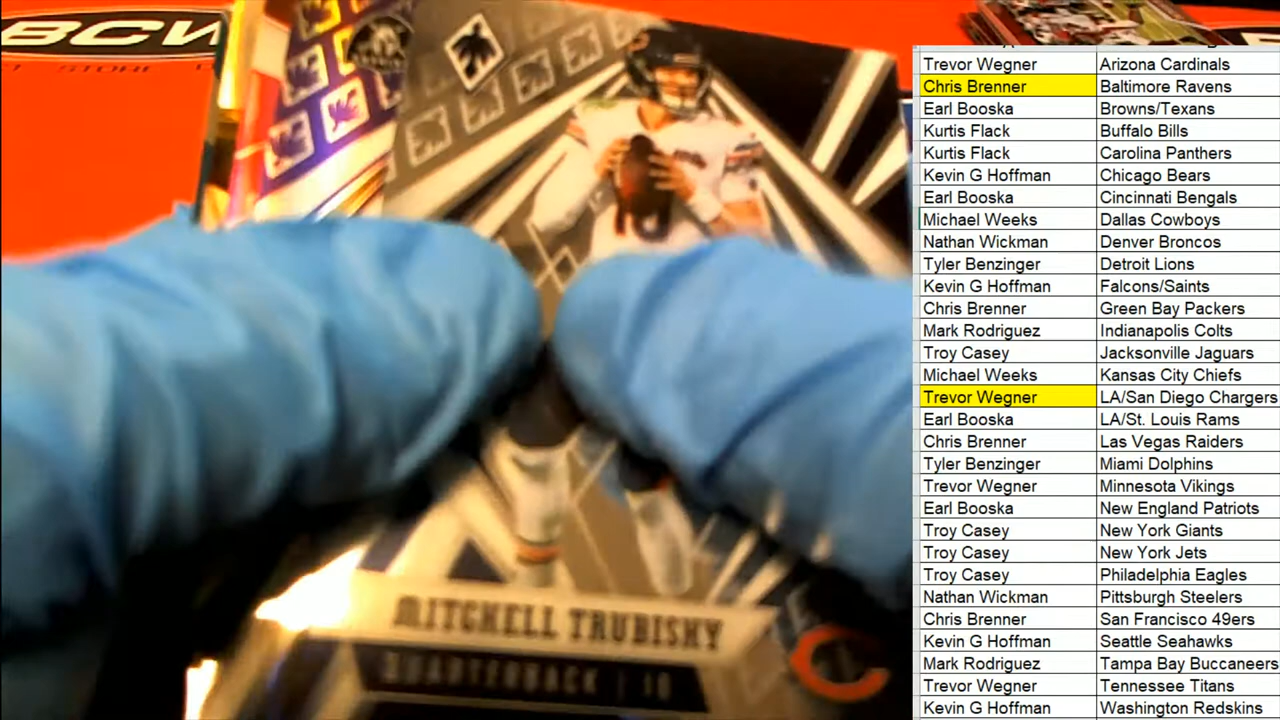 BCW
MITCHELL TRUBISKY
QUARTERBACK | 10
Trevor Wegner Arizona Cardinals
Chris Brenner Baltimore Ravens
Earl Booska Browns/Texans
Kurtis Flack Buffalo Bills
Kurtis Flack Carolina Panthers
Kevin G Hoffman Chicago Bears
Earl Booska Cincinnati Bengals
Michael Weeks Dallas Cowboys
Nathan Wickman Denver Broncos
Tyler Benzinger Detroit Lions
Kevin G Hoffman Falcons/Saints
Chris Brenner Green Bay Packers
Mark Rodriguez Indianapolis Colts
Troy Casey Jacksonville Jaguars
Michael Weeks Kansas City Chiefs
Trevor Wegner LA/San Diego Chargers
Earl Booska LA/St. Louis Rams
Chris Brenner Las Vegas Raiders
Tyler Benzinger Miami Dolphins
Trevor Wegner Minnesota Vikings
Earl Booska New England Patriots
Troy Casey New York Giants
Troy Casey New York Jets
Troy Casey Philadelphia Eagles
Nathan Wickman Pittsburgh Steelers
Chris Brenner San Francisco 49ers
Kevin G Hoffman Seattle Seahawks
Mark Rodriguez Tampa Bay Buccaneers
Trevor Wegner Tennessee Titans
Kevin G Hoffman Washington Redskins